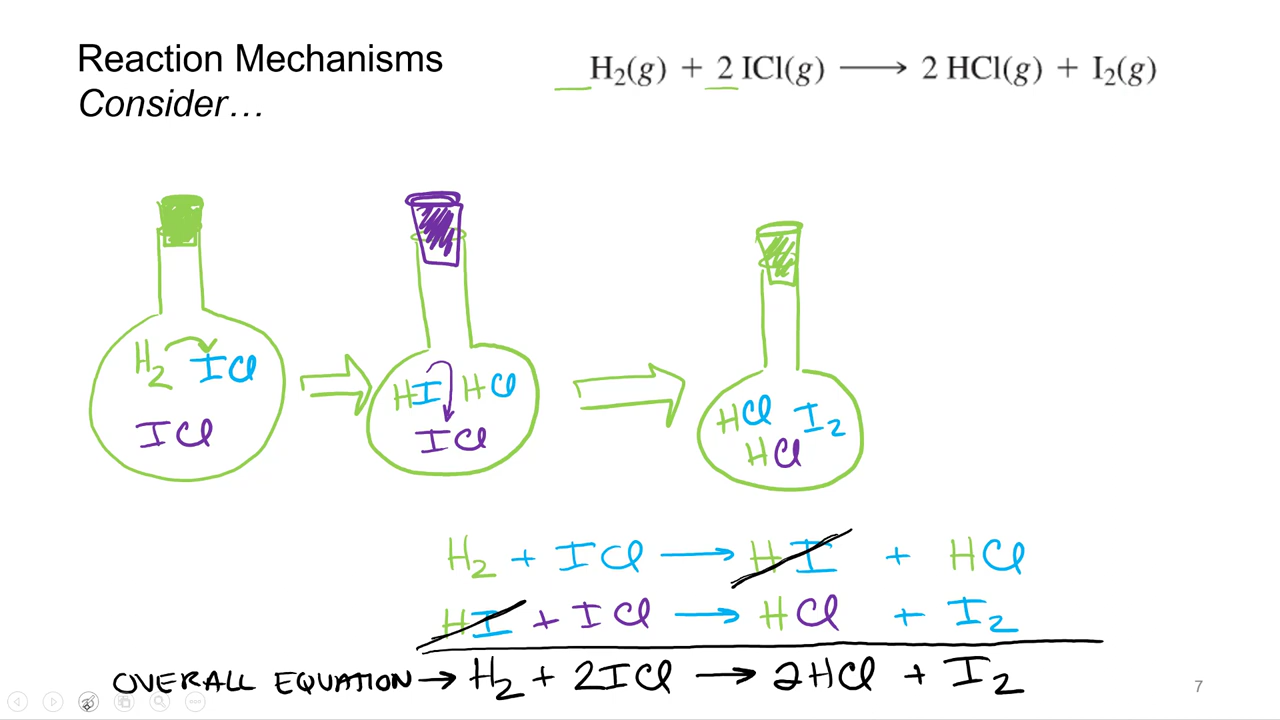 Reaction Mechanisms
Consider…
H₂(g) + 2 ICl(g) ⟶ 2 HCl(g) + I₂(g)
H₂ ICl
ICl
HI HCl
ICl
HCl I₂
HCl
H₂ + ICl → HI + HCl
HI + ICl → HCl + I₂
OVERALL EQUATION → H₂ + 2ICl → 2HCl + I₂
7